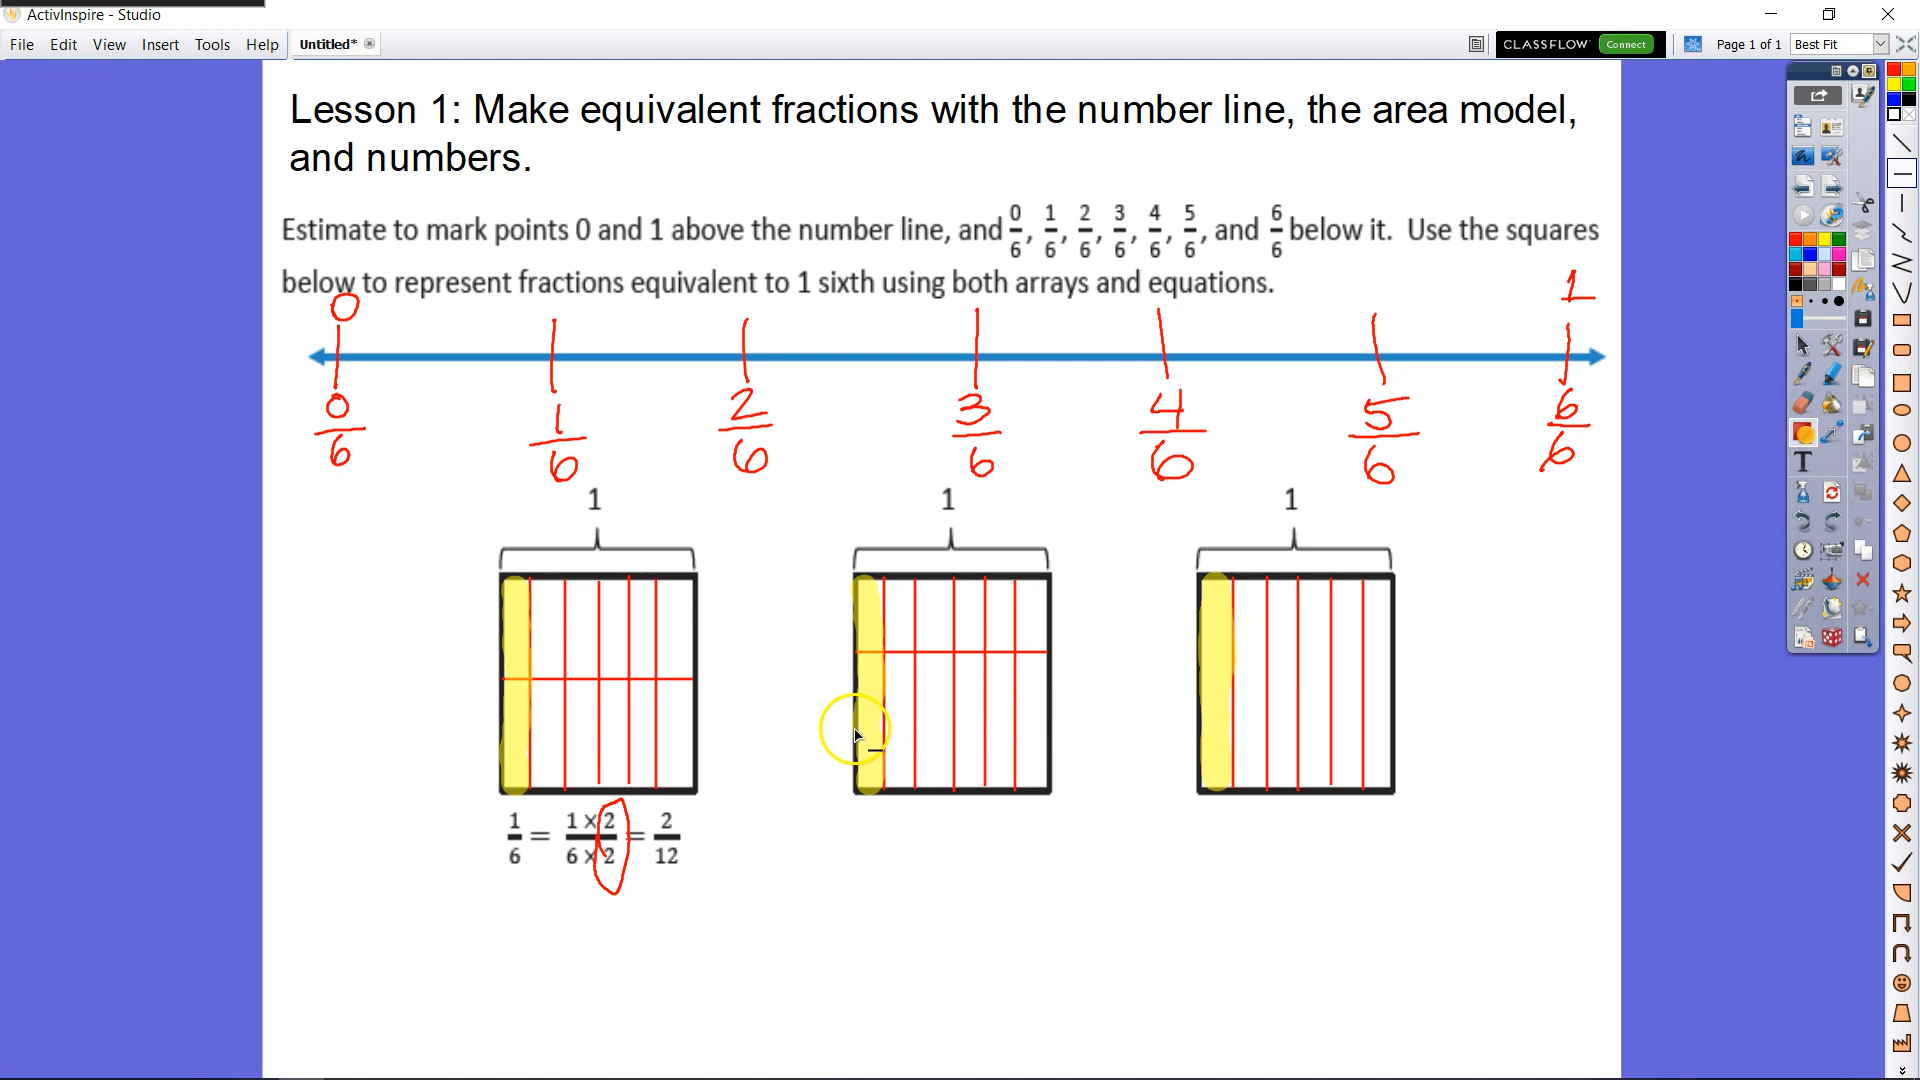 ActivInspire - Studio
File Edit View Insert Tools Help Untitled* CLASSFLOW Connect Page 1 of 1 Best Fit
Lesson 1: Make equivalent fractions with the number line, the area model,
and numbers.
Estimate to mark points 0 and 1 above the number line, and 0/6, 1/6, 2/6, 3/6, 4/6, 5/6, and 6/6 below it. Use the squares
below to represent fractions equivalent to 1 sixth using both arrays and equations.
0 1
0/6 1/6 2/6 3/6 4/6 5/6 6/6
1 1 1
1/6 = 1 × 2/6 × 2 = 2/12
T